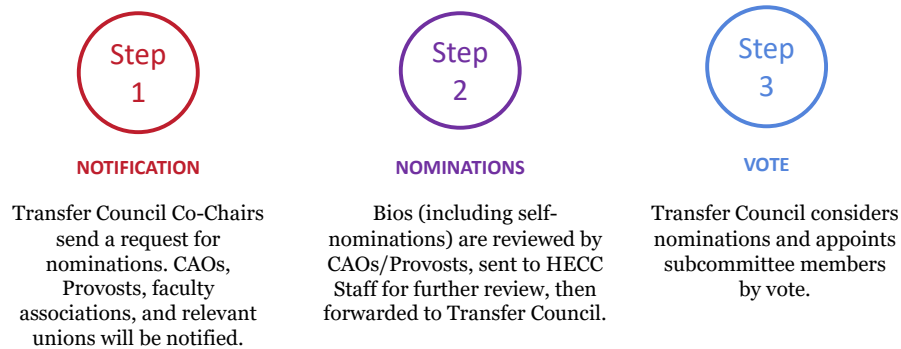 Step
1
NOTIFICATION
Transfer Council Co-Chairs
send a request for
nominations. CAOs,
Provosts, faculty
associations, and relevant
unions will be notified.
Step
2
NOMINATIONS
Bios (including self-
nominations) are reviewed by
CAOs/Provosts, sent to HECC
Staff for further review, then
forwarded to Transfer Council.
Step
3
VOTE
Transfer Council considers
nominations and appoints
subcommittee members
by vote.